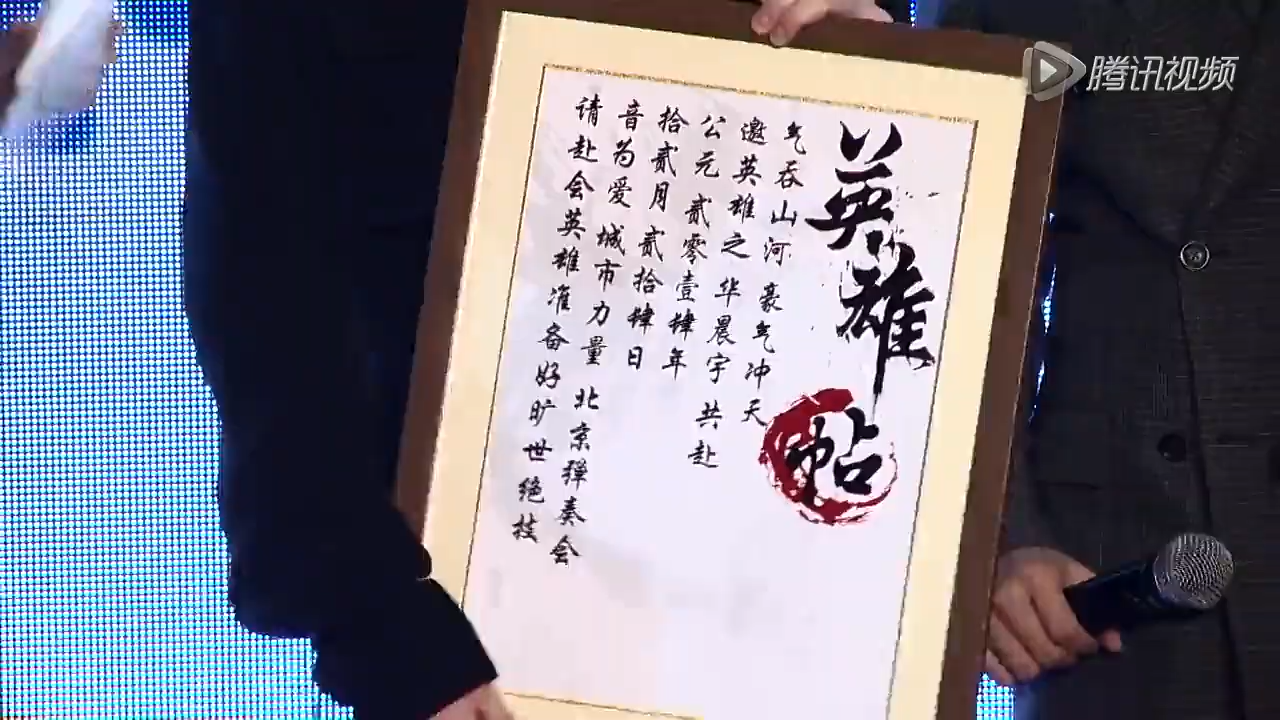 腾讯视频
英雄帖
气吞山河 豪气冲天
邀英雄之 华晨宇 共赴
公元 贰零壹肆年
拾贰月贰拾肆日
音为爱 城市力量 北京弹奏会
请赴会英雄准备好旷世绝技